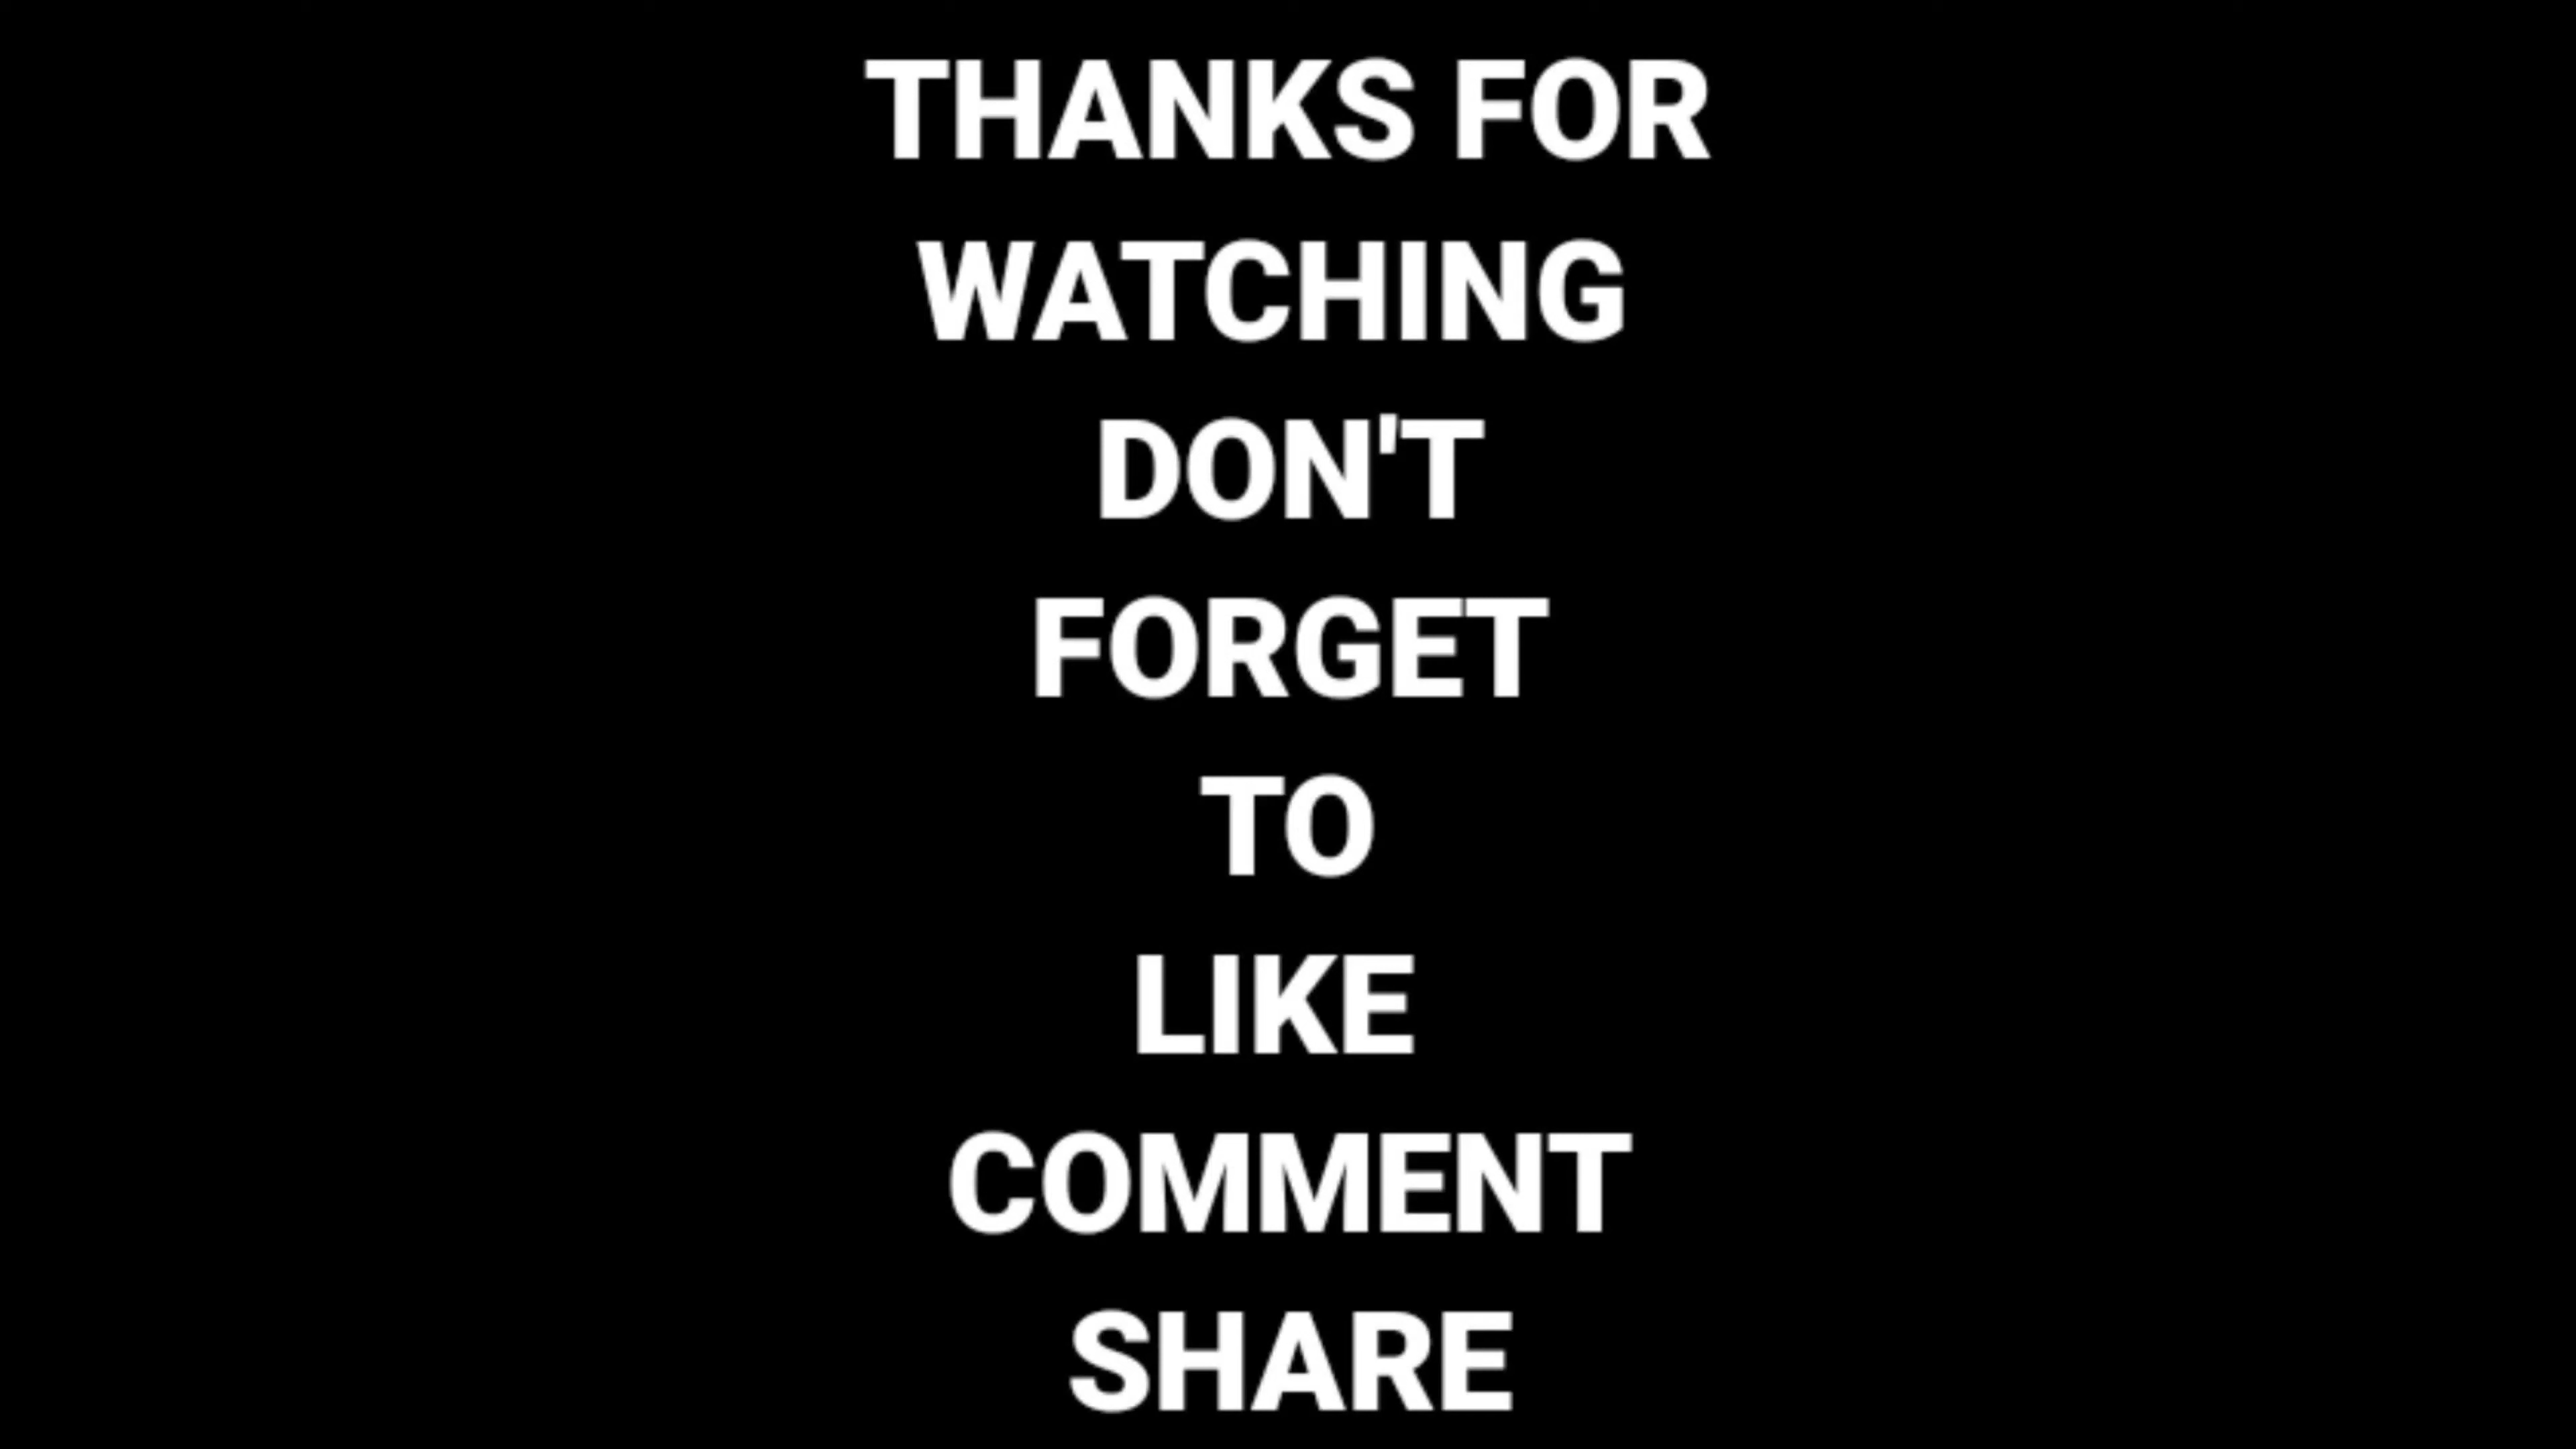 THANKS FOR
WATCHING
DON'T
FORGET
TO
LIKE
COMMENT
SHARE